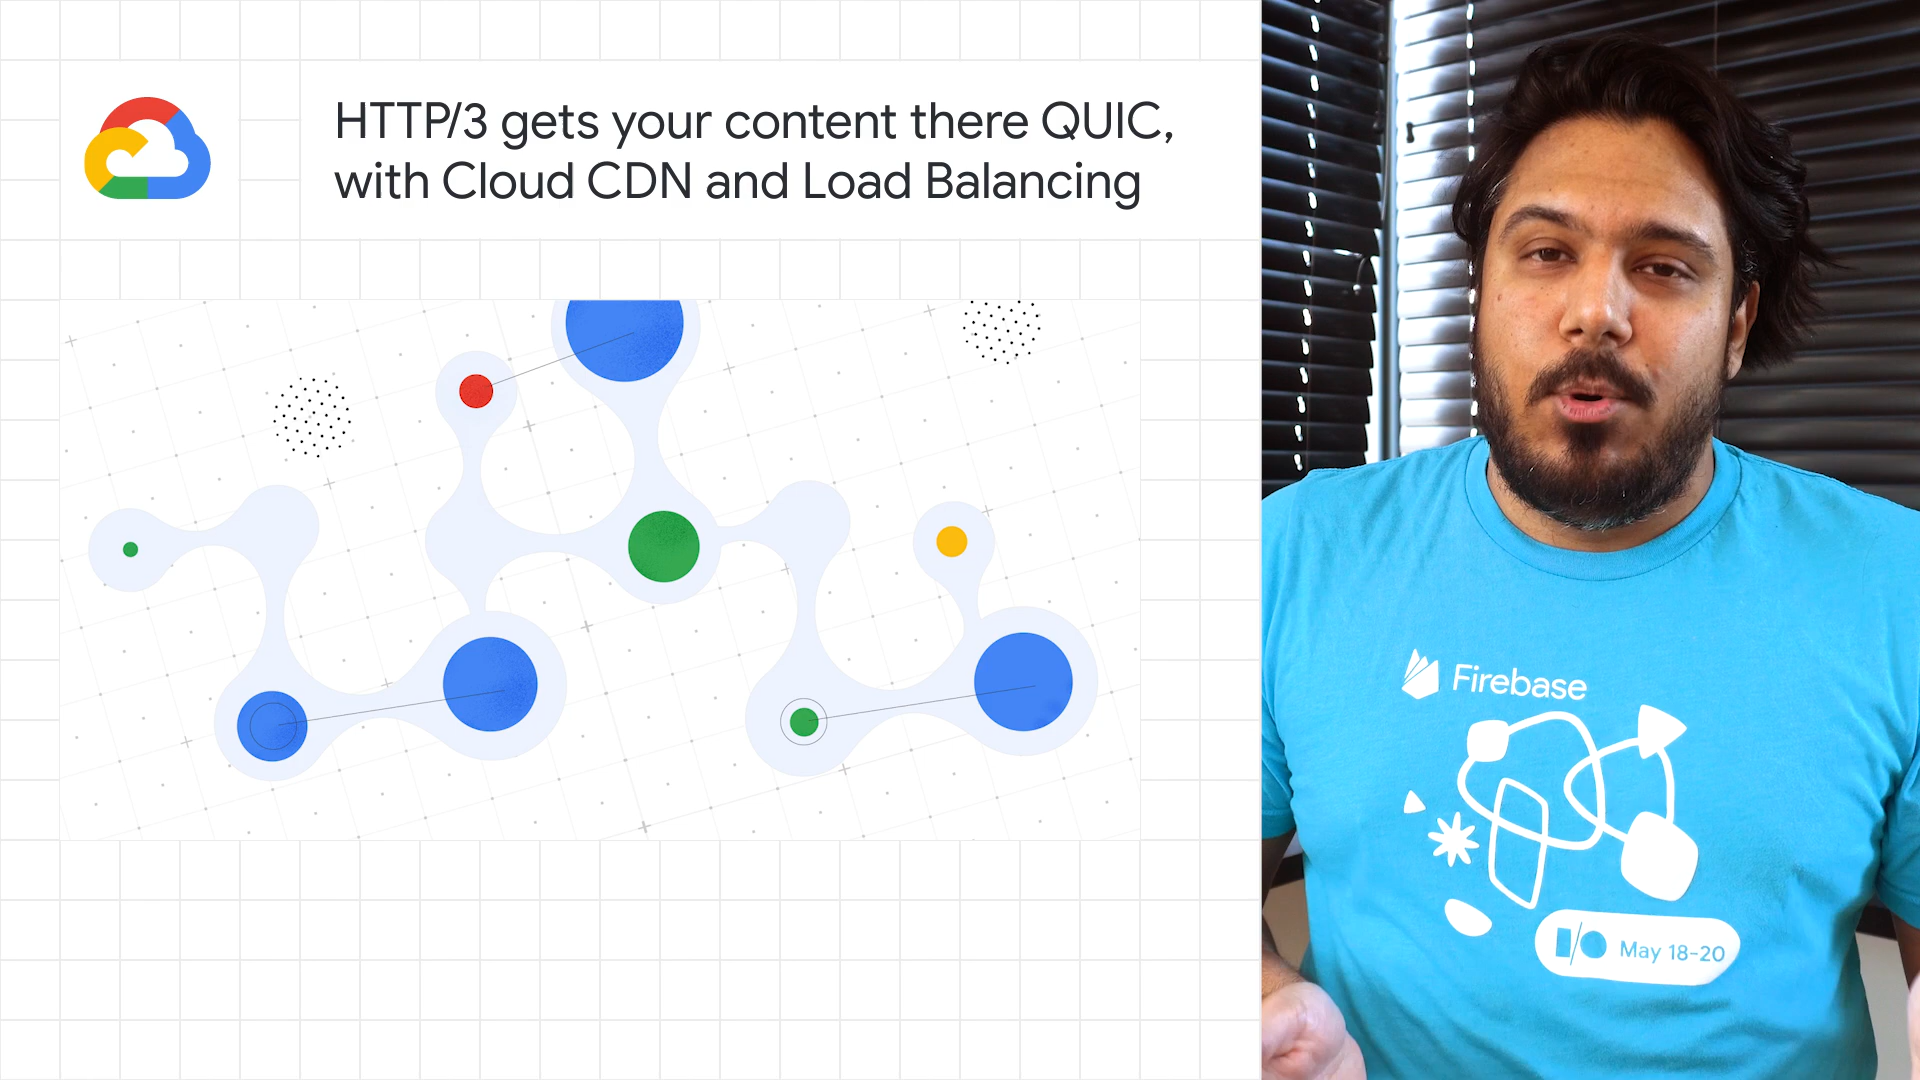 HTTP/3 gets your content there QUIC,
with Cloud CDN and Load Balancing
Firebase
I/O May 18-20